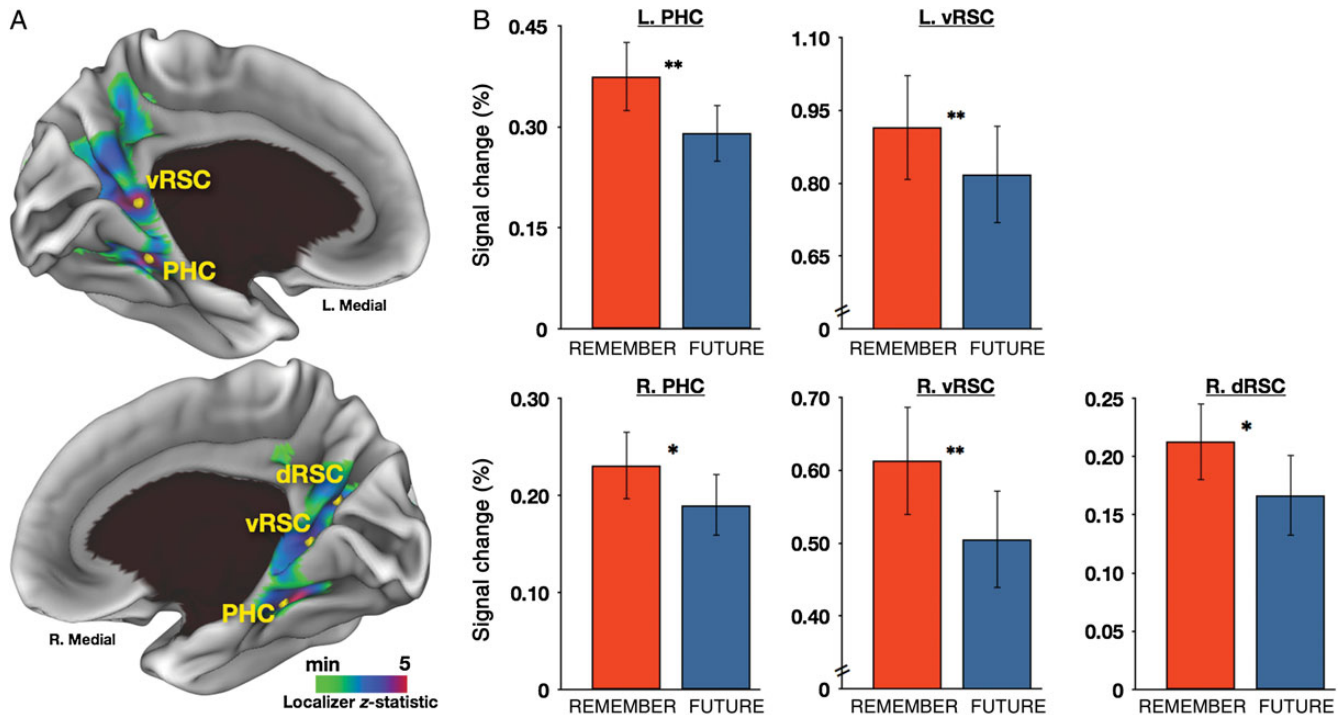 A
vRSC
PHC
L. Medial
dRSC
vRSC
PHC
R. Medial
min 5
Localizer z-statistic
B
L. PHC
Signal change (%)
0.45
0.30
0.15
0
**
REMEMBER FUTURE
L. vRSC
1.10
0.95
0.80
0.65
0
**
REMEMBER FUTURE
R. PHC
Signal change (%)
0.30
0.20
0.10
0
*
REMEMBER FUTURE
R. vRSC
0.70
0.60
0.50
0.40
0
**
REMEMBER FUTURE
R. dRSC
0.25
0.20
0.15
0.10
0.05
0
*
REMEMBER FUTURE